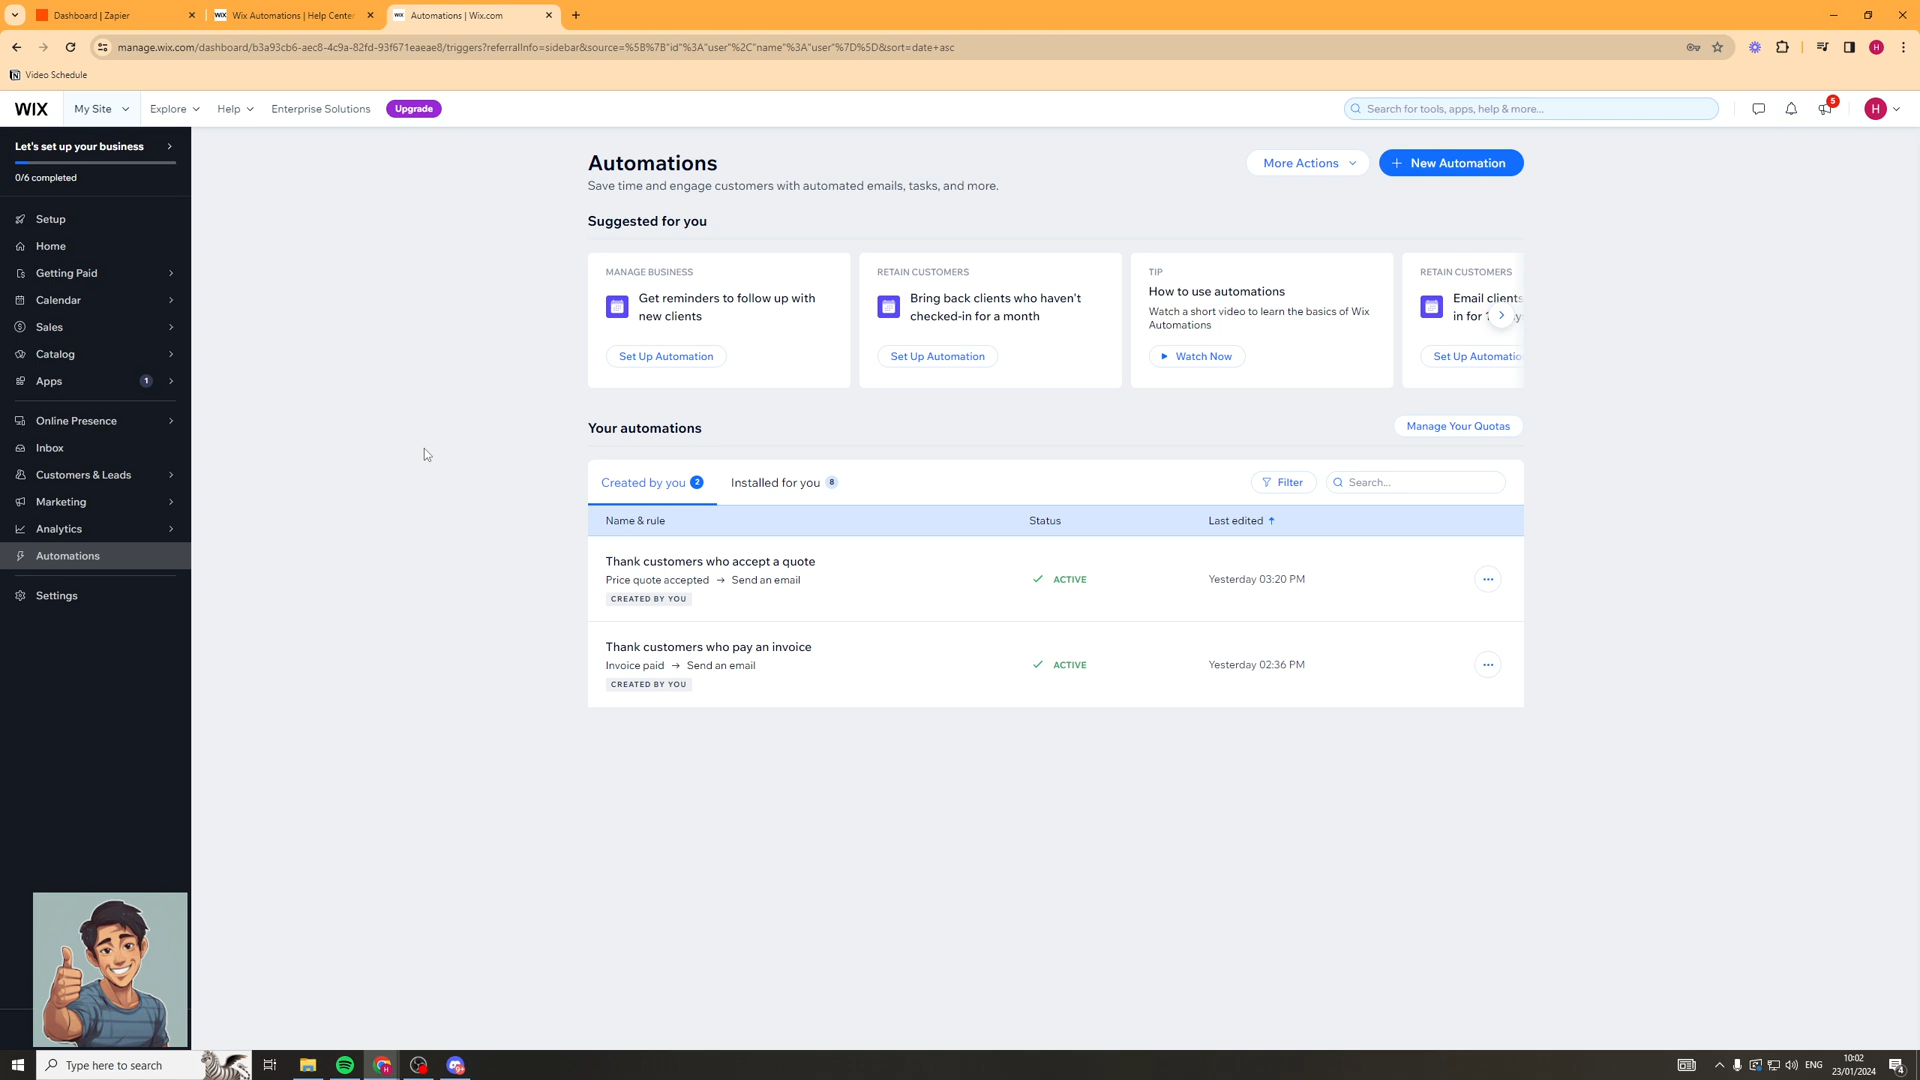 Dashboard | Zapier
WIX Wix Automations | Help Center
WIX Automations | Wix.com
manage.wix.com/dashboard/b3a93cb6-aec8-4c9a-82fd-93f671eaeae8/triggers?referralInfo=sidebar&source=%5B%7B"id"%3A"user"%2C"name"%3A"user"%7D%5D&sort=date+asc
H
Video Schedule
WIX My Site Explore Help Enterprise Solutions Upgrade
Search for tools, apps, help & more...
5
H
Let's set up your business
0/6 completed
Setup
Home
Getting Paid
Calendar
Sales
Catalog
Apps 1
Online Presence
Inbox
Customers & Leads
Marketing
Analytics
Automations
Settings
Automations
More Actions
+ New Automation
Save time and engage customers with automated emails, tasks, and more.
Suggested for you
MANAGE BUSINESS
Get reminders to follow up with
new clients
Set Up Automation
RETAIN CUSTOMERS
Bring back clients who haven't
checked-in for a month
Set Up Automation
TIP
How to use automations
Watch a short video to learn the basics of Wix
Automations
Watch Now
RETAIN CUSTOMERS
Email clients
in for
Set Up Automatio
Your automations
Manage Your Quotas
Created by you 2
Installed for you 8
Filter
Search...
Name & rule Status Last edited ↑
Thank customers who accept a quote
Price quote accepted → Send an email
CREATED BY YOU
ACTIVE
Yesterday 03:20 PM
Thank customers who pay an invoice
Invoice paid → Send an email
CREATED BY YOU
ACTIVE
Yesterday 02:36 PM
Type here to search
ENG
10:02
23/01/2024
4